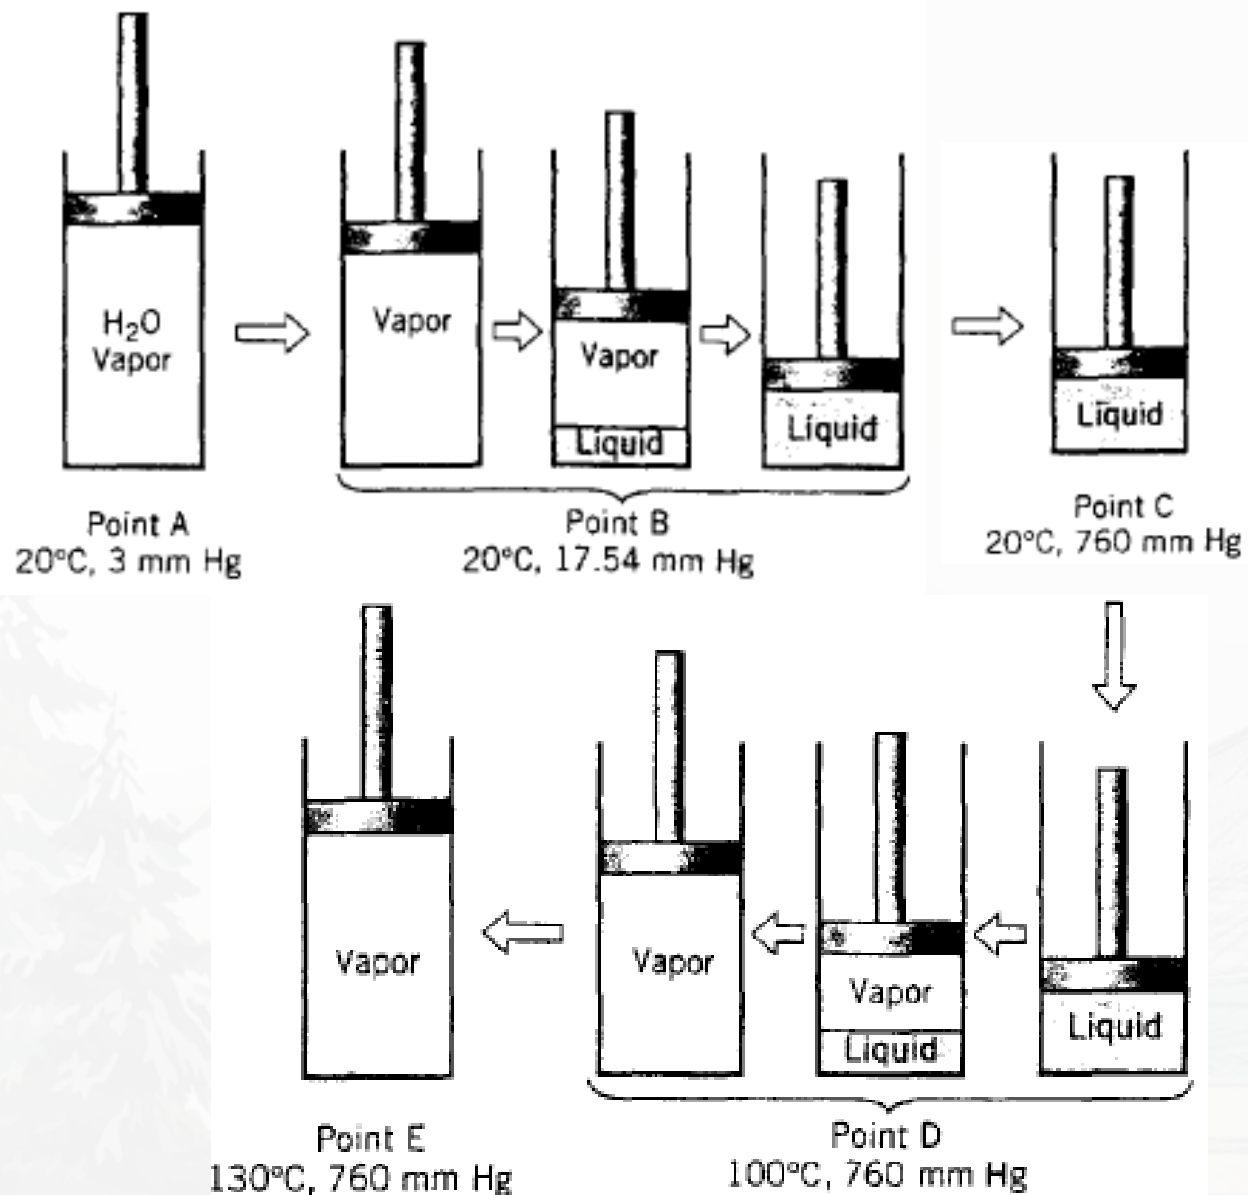 H₂O
Vapor
Vapor
Vapor
Liquid
Liquid
Liquid
Point A
20°C, 3 mm Hg
Point B
20°C, 17.54 mm Hg
Point C
20°C, 760 mm Hg
Vapor
Vapor
Vapor
Liquid
Liquid
Point E
130°C, 760 mm Hg
Point D
100°C, 760 mm Hg